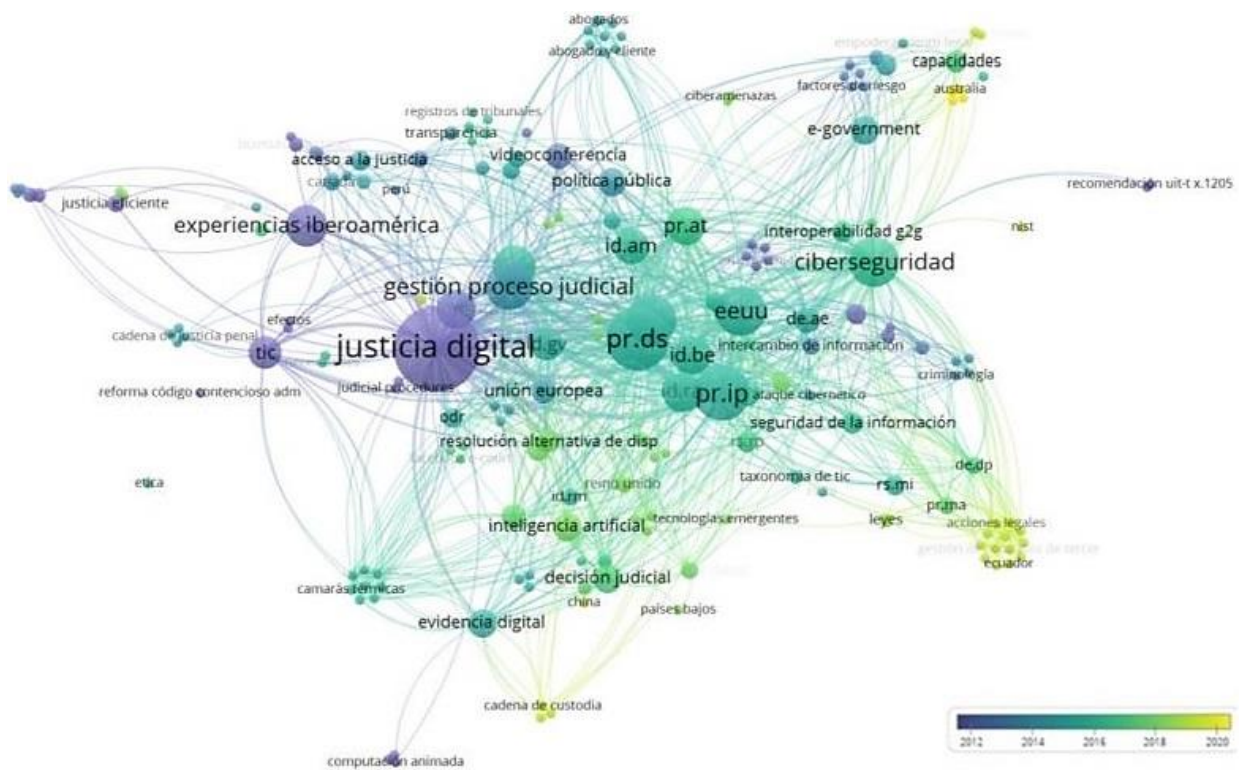 abogados
abogado y cliente
capacidades
factores de riesgo
australia
ciberamenazas
registros de tribunales
transparencia
e-government
acceso a la justicia
videoconferencia
política pública
perú
recomendación uit-t x.1205
justicia eficiente
experiencias iberoamérica
pr.at
id.am
interoperabilidad g2g
nist
ciberseguridad
gestión proceso judicial
eeuu
efectos
de.ae
cadena de justicia penal
tic
justicia digital
pr.ds
id.be
intercambio de información
criminología
reforma código contencioso adm
judicial procedures
unión europea
pr.ip
ataque cibernético
odr
seguridad de la información
resolución alternativa de disp
de.dp
etica
reino unido
taxonomia de tic
rs.mi
id.rm
pr.ma
inteligencia artificial
tecnologías emergentes
leyes
acciones legales
ecuador
camarás térmicas
decisión judicial
china
países bajos
evidencia digital
cadena de custodia
computación animada
2012 2014 2016 2018 2020